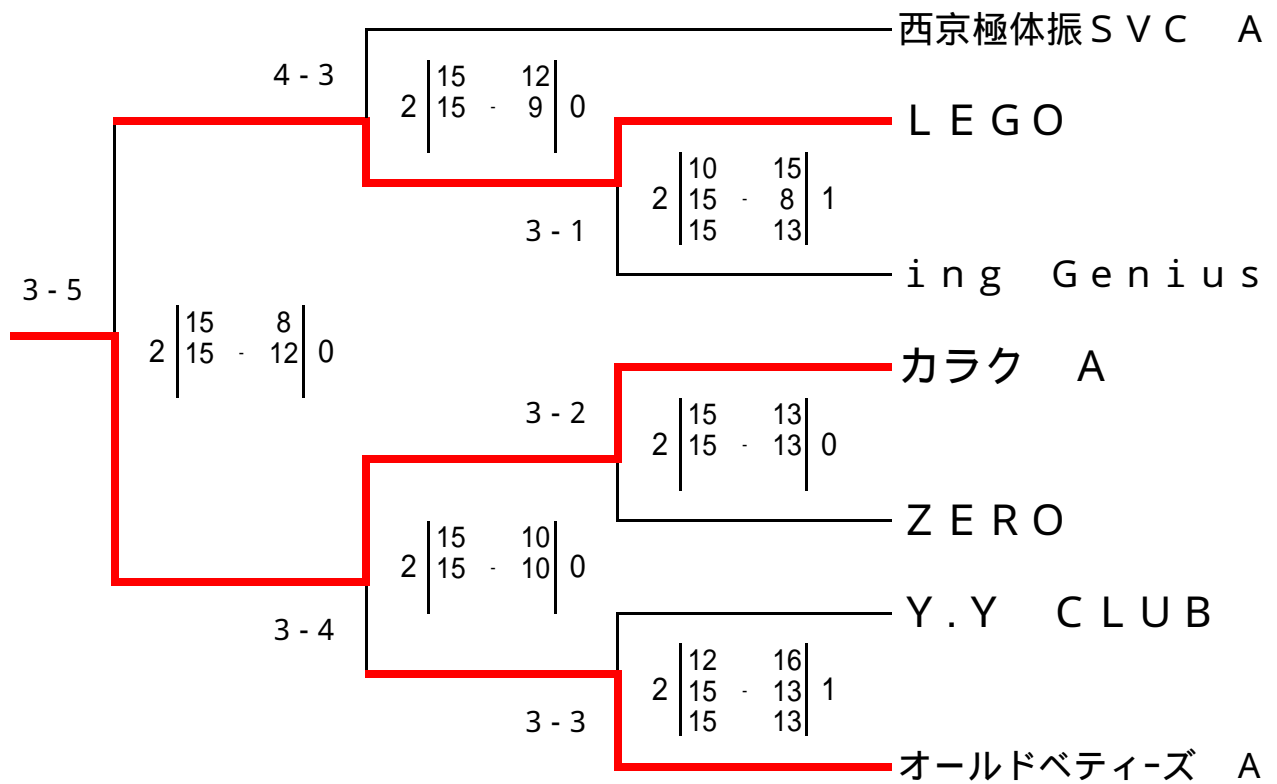 西京極体振ＳＶＣ　Ａ
4-3
15 12
2 15 - 9 0
ＬＥＧＯ
10 15
2 15 - 8 1
15 13
3-1
ｉｎｇ　Ｇｅｎｉｕｓ
3-5
15 8
2 15 - 12 0
カラク　Ａ
3-2
15 13
2 15 - 13 0
ＺＥＲＯ
15 10
2 15 - 10 0
Ｙ.Ｙ　ＣＬＵＢ
3-4
12 16
2 15 - 13 1
15 13
3-3
オールドベティｰズ　Ａ